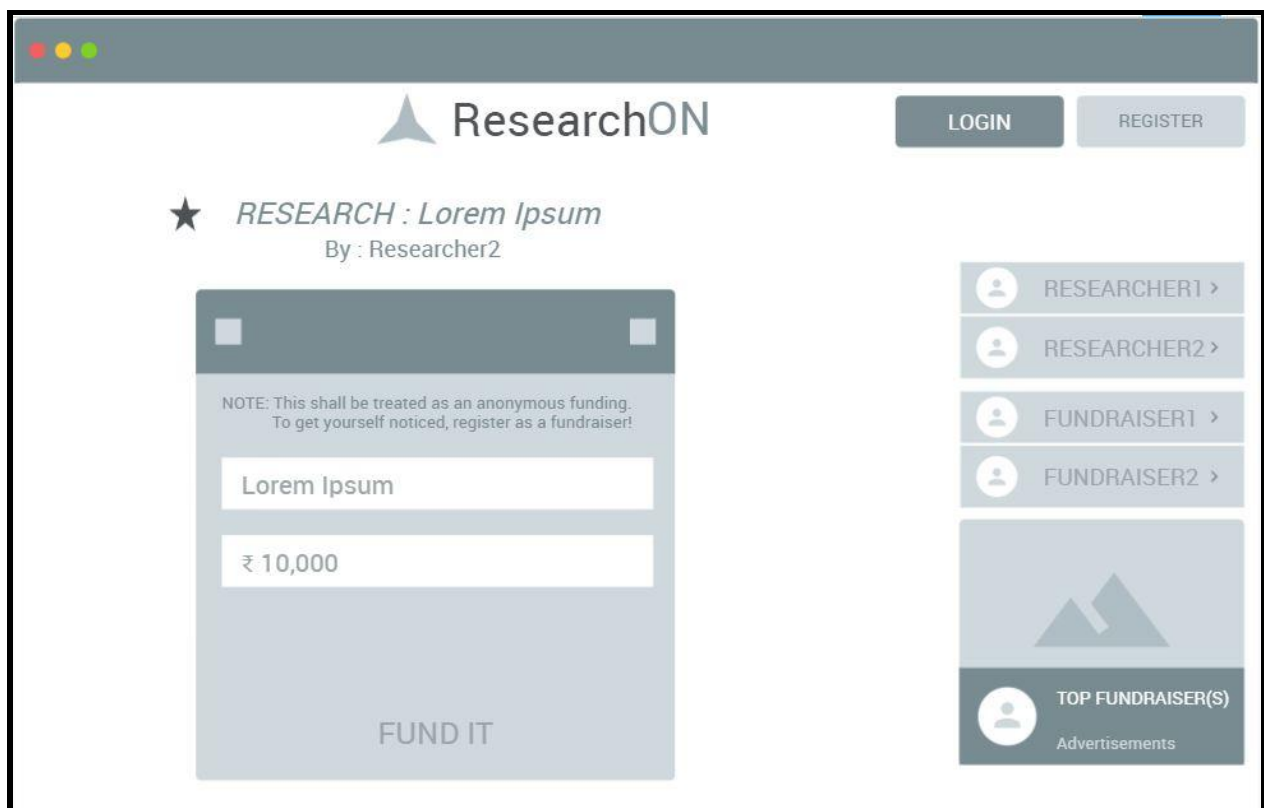 ResearchON
LOGIN
REGISTER
RESEARCH : Lorem Ipsum
By : Researcher2
NOTE: This shall be treated as an anonymous funding.
To get yourself noticed, register as a fundraiser!
Lorem Ipsum
₹ 10,000
FUND IT
RESEARCHER1 >
RESEARCHER2 >
FUNDRAISER1 >
FUNDRAISER2 >
TOP FUNDRAISER(S)
Advertisements